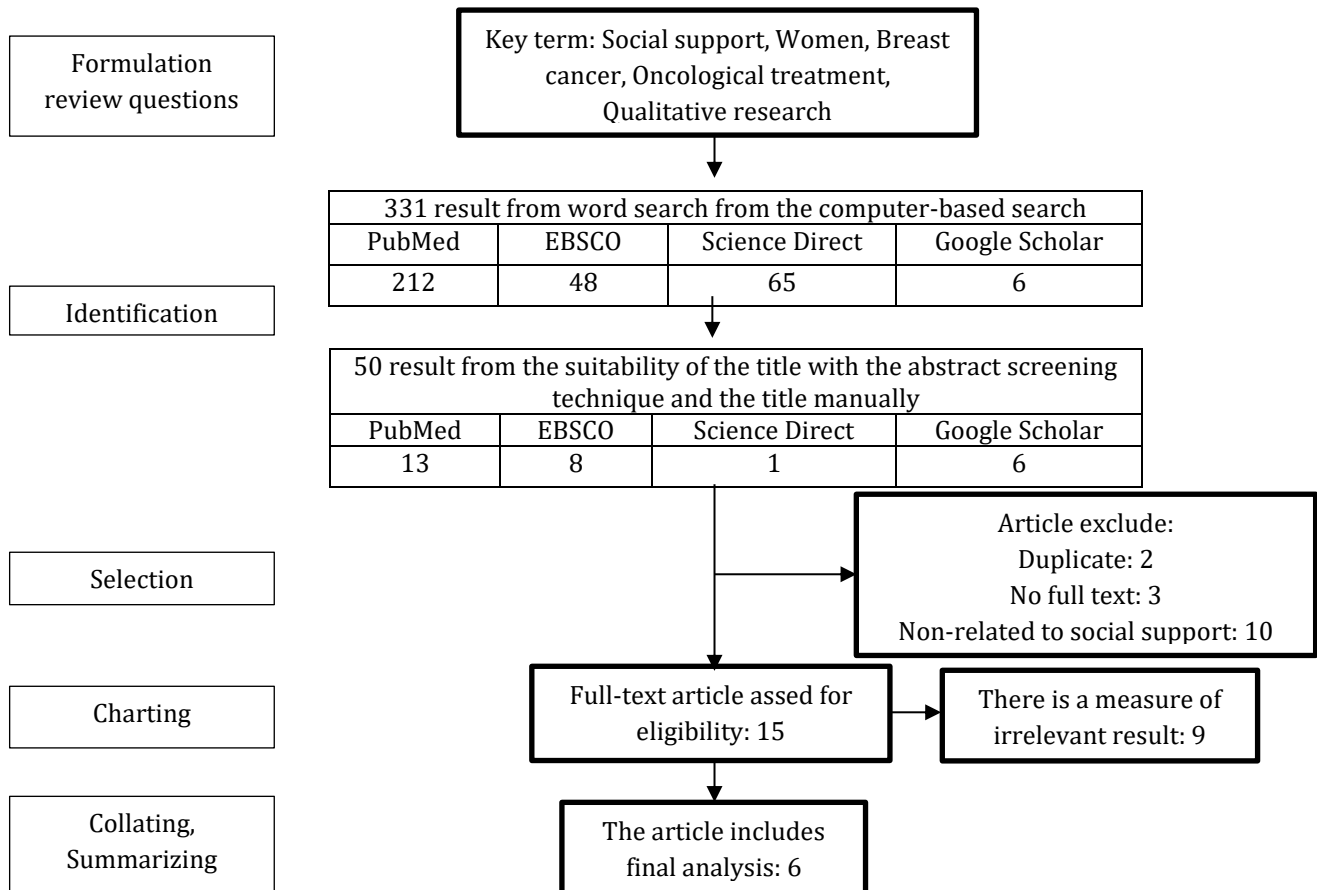 Formulation
review questions
Key term: Social support, Women, Breast
cancer, Oncological treatment,
Qualitative research
331 result from word search from the computer-based search
PubMed EBSCO Science Direct Google Scholar
212 48 65 6
Identification
50 result from the suitability of the title with the abstract screening
technique and the title manually
PubMed EBSCO Science Direct Google Scholar
13 8 1 6
Selection
Article exclude:
Duplicate: 2
No full text: 3
Non-related to social support: 10
Charting
Full-text article assed for
eligibility: 15
There is a measure of
irrelevant result: 9
Collating,
Summarizing
The article includes
final analysis: 6